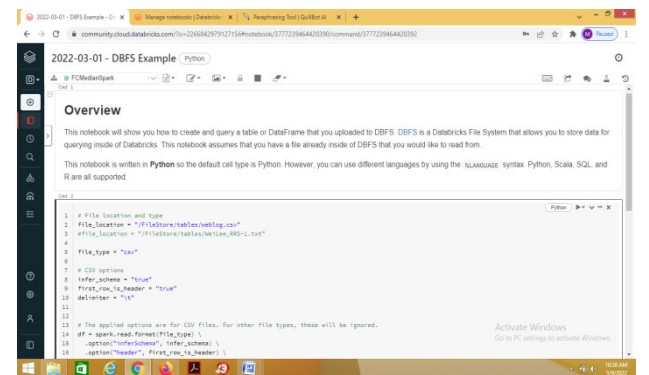 2022-03-01 - DBFS Example - Da
Manage notebooks | Databricks
Paraphrasing Tool | QuillBot AI
community.cloud.databricks.com/?o=2266842979127156#notebook/3777239464420390/command/3777239464420392
Paused
2022-03-01 - DBFS Example Python
FCMedianSpark
Cmd 1
Overview
This notebook will show you how to create and query a table or DataFrame that you uploaded to DBFS. DBFS is a Databricks File System that allows you to store data for
querying inside of Databricks. This notebook assumes that you have a file already inside of DBFS that you would like to read from.
This notebook is written in Python so the default cell type is Python. However, you can use different languages by using the %LANGUAGE syntax. Python, Scala, SQL, and
R are all supported.
Cmd 2
Python
1 # File location and type
2 file_location = "/FileStore/tables/weblog.csv"
3 #file_location = "/FileStore/tables/WeiLee_RRS-1.txt"
4
5 file_type = "csv"
6
7 # CSV options
8 infer_schema = "true"
9 first_row_is_header = "true"
10 delimiter = "\t"
11
12
13 # The applied options are for CSV files. For other file types, these will be ignored.
14 df = spark.read.format(file_type) \
15 .option("inferSchema", infer_schema) \
16 .option("header", first_row_is_header) \
Activate Windows
Go to PC settings to activate Windows.
10:38 AM
5/9/2022